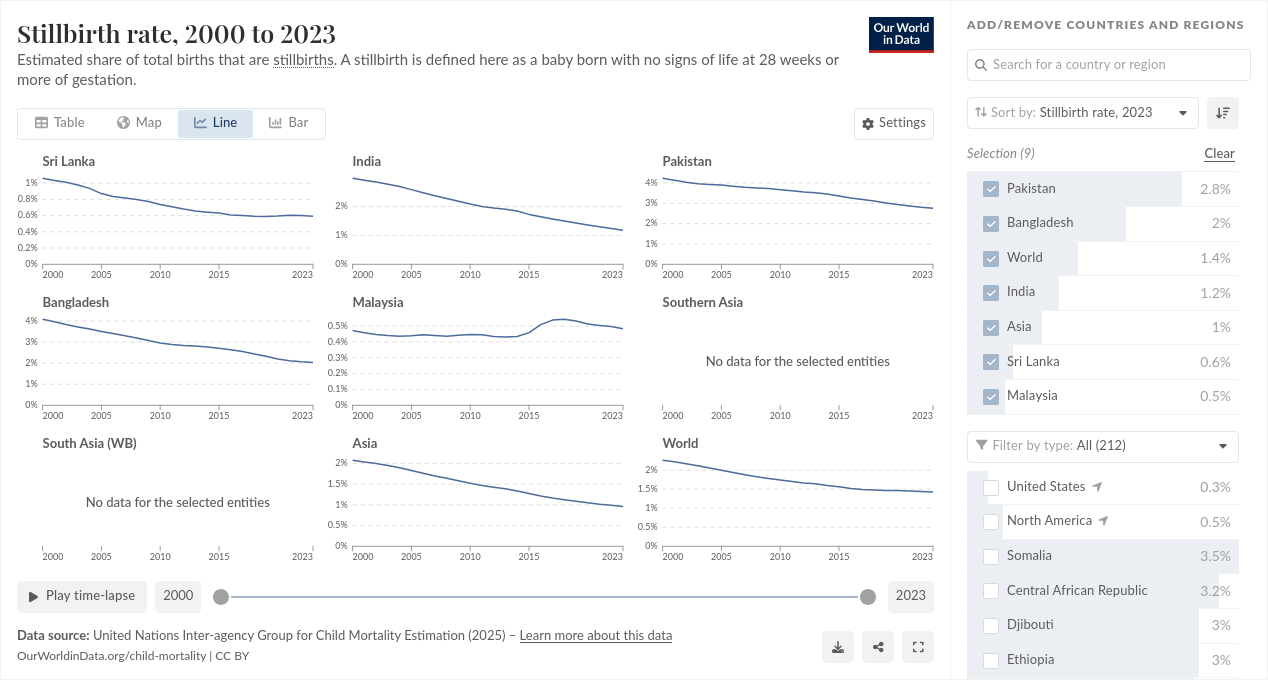 Stillbirth rate, 2000 to 2023
Estimated share of total births that are stillbirths. A stillbirth is defined here as a baby born with no signs of life at 28 weeks or
more of gestation.
Our World
in Data
Table
Map
Line
Bar
Settings
Sri Lanka
1%
0.8%
0.6%
0.4%
0.2%
0%
2000 2005 2010 2015 2023
India
2%
1%
0%
2000 2005 2010 2015 2023
Pakistan
4%
3%
2%
1%
0%
2000 2005 2010 2015 2023
Bangladesh
4%
3%
2%
1%
0%
2000 2005 2010 2015 2023
Malaysia
0.5%
0.4%
0.3%
0.2%
0.1%
0%
2000 2005 2010 2015 2023
Southern Asia
No data for the selected entities
2000 2005 2010 2015 2023
South Asia (WB)
No data for the selected entities
2000 2005 2010 2015 2023
Asia
2%
1.5%
1%
0.5%
0%
2000 2005 2010 2015 2023
World
2%
1.5%
1%
0.5%
0%
2000 2005 2010 2015 2023
Play time-lapse
2000
2023
Data source: United Nations Inter-agency Group for Child Mortality Estimation (2025) – Learn more about this data
OurWorldinData.org/child-mortality | CC BY
ADD/REMOVE COUNTRIES AND REGIONS
Search for a country or region
Sort by: Stillbirth rate, 2023
Selection (9) Clear
Pakistan 2.8%
Bangladesh 2%
World 1.4%
India 1.2%
Asia 1%
Sri Lanka 0.6%
Malaysia 0.5%
Filter by type: All (212)
United States 0.3%
North America 0.5%
Somalia 3.5%
Central African Republic 3.2%
Djibouti 3%
Ethiopia 3%